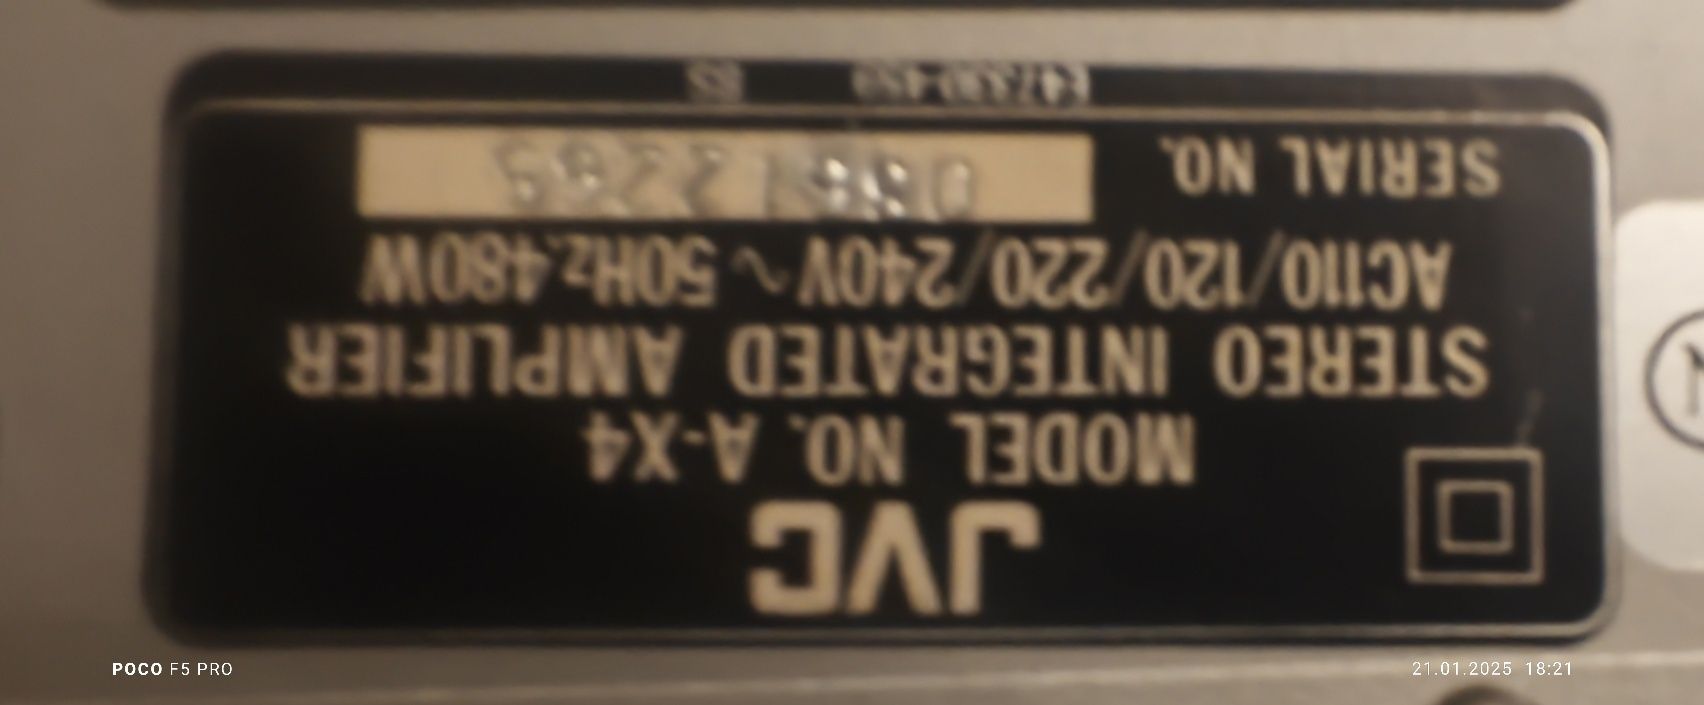 JVC
MODEL NO. A-X4
STEREO INTEGRATED AMPLIFIER
AC110/120/220/240V ~ 50Hz, 480W
SERIAL NO.
POCO F5 PRO
21.01.2025 18:21